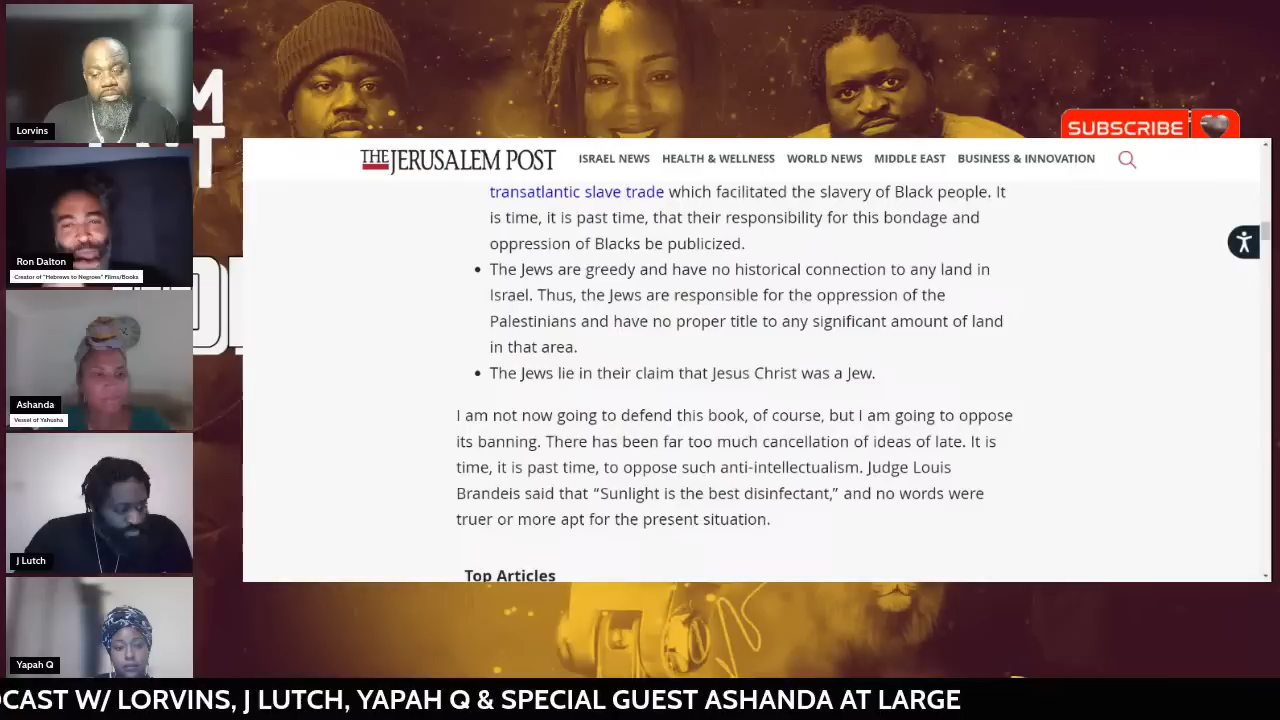 Lorvins
Ron Dalton
Creator of "Hebrews to Negroes" Films/Books
Ashanda
Vessel of Yahusha
J Lutch
Yapah Q
M
SUBSCRIBE
THE JERUSALEM POST
ISRAEL NEWS HEALTH & WELLNESS WORLD NEWS MIDDLE EAST BUSINESS & INNOVATION
transatlantic slave trade which facilitated the slavery of Black people. It
is time, it is past time, that their responsibility for this bondage and
oppression of Blacks be publicized.
• The Jews are greedy and have no historical connection to any land in
Israel. Thus, the Jews are responsible for the oppression of the
Palestinians and have no proper title to any significant amount of land
in that area.
• The Jews lie in their claim that Jesus Christ was a Jew.
I am not now going to defend this book, of course, but I am going to oppose
its banning. There has been far too much cancellation of ideas of late. It is
time, it is past time, to oppose such anti-intellectualism. Judge Louis
Brandeis said that “Sunlight is the best disinfectant,” and no words were
truer or more apt for the present situation.
Top Articles
DCAST W/ LORVINS, J LUTCH, YAPAH Q & SPECIAL GUEST ASHANDA AT LARGE